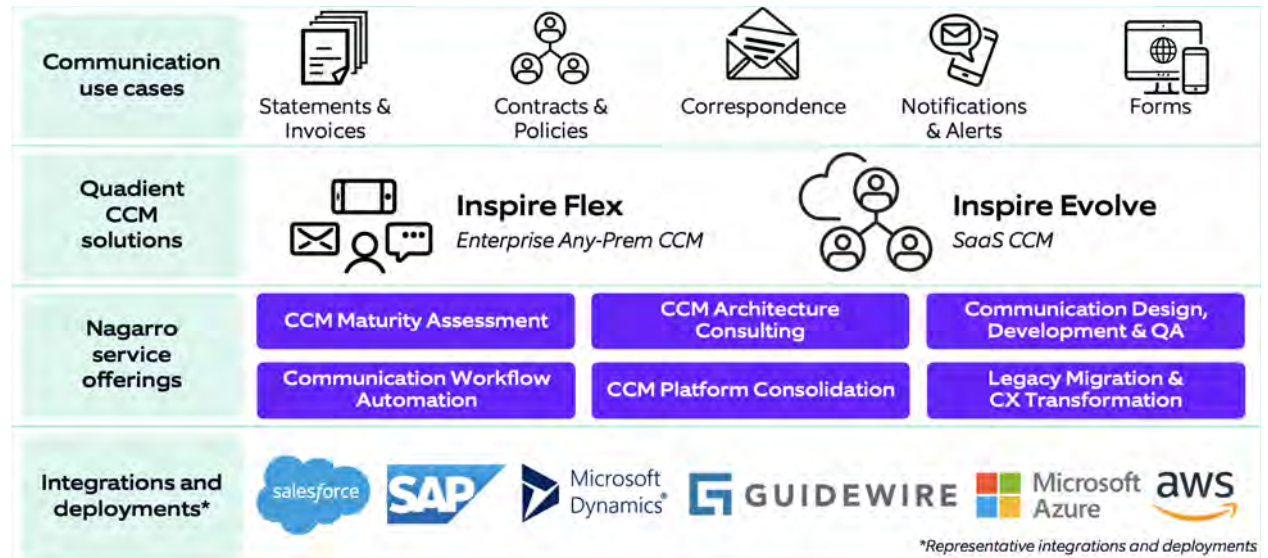 Communication
use cases
Statements &
Invoices
Contracts &
Policies
Correspondence
Notifications
& Alerts
Forms
Quadient
CCM
solutions
Inspire Flex
Enterprise Any-Prem CCM
Inspire Evolve
SaaS CCM
Nagarro
service
offerings
CCM Maturity Assessment
CCM Architecture
Consulting
Communication Design,
Development & QA
Communication Workflow
Automation
CCM Platform Consolidation
Legacy Migration &
CX Transformation
Integrations and
deployments*
salesforce
SAP
Microsoft
Dynamics®
GUIDEWIRE
Microsoft
Azure
aws
*Representative integrations and deployments